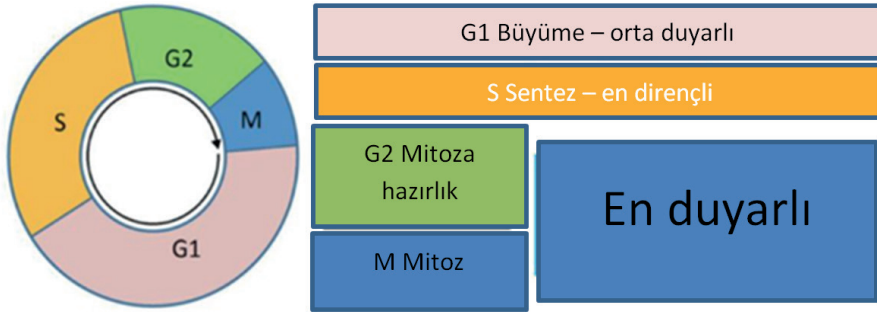 G2
M
S
G1
G1 Büyüme – orta duyarlı
S Sentez – en dirençli
G2 Mitoza
hazırlık
M Mitoz
En duyarlı